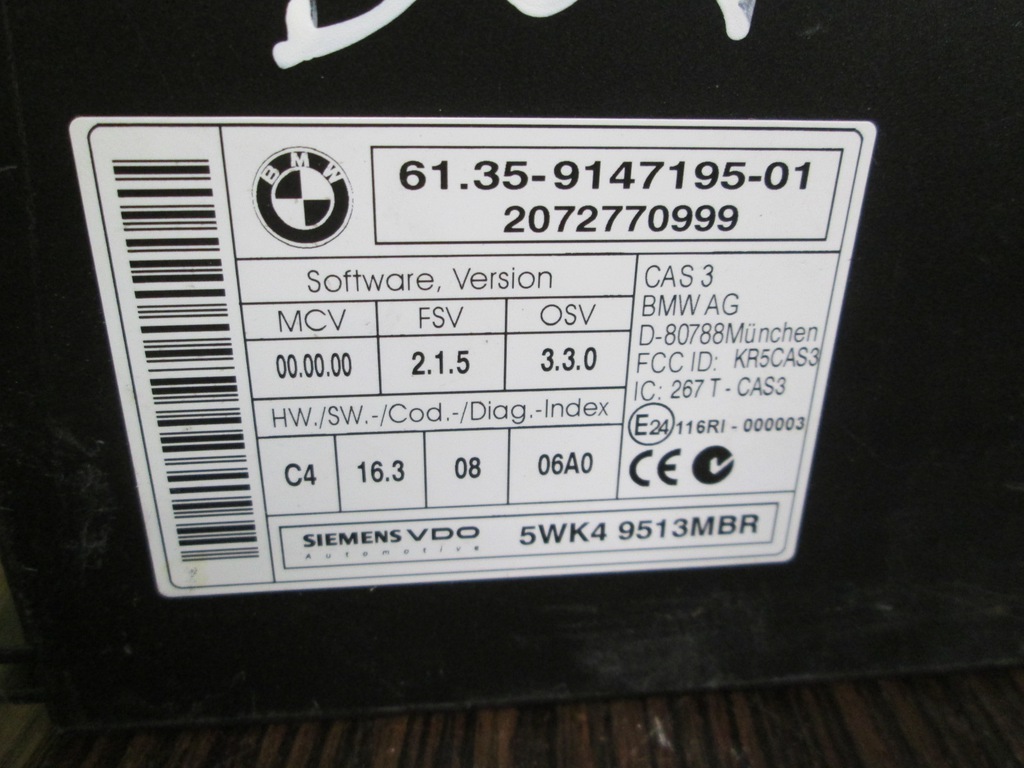 BMW
61.35-9147195-01
2072770999
Software, Version
MCV FSV OSV
00.00.00 2.1.5 3.3.0
HW./SW.-/Cod.-/Diag.-Index
C4 16.3 08 06A0
CAS 3
BMW AG
D-80788München
FCC ID: KR5CAS3
IC: 267 T - CAS3
E24 116RI - 000003
CE
SIEMENS VDO
Automotive
5WK4 9513MBR